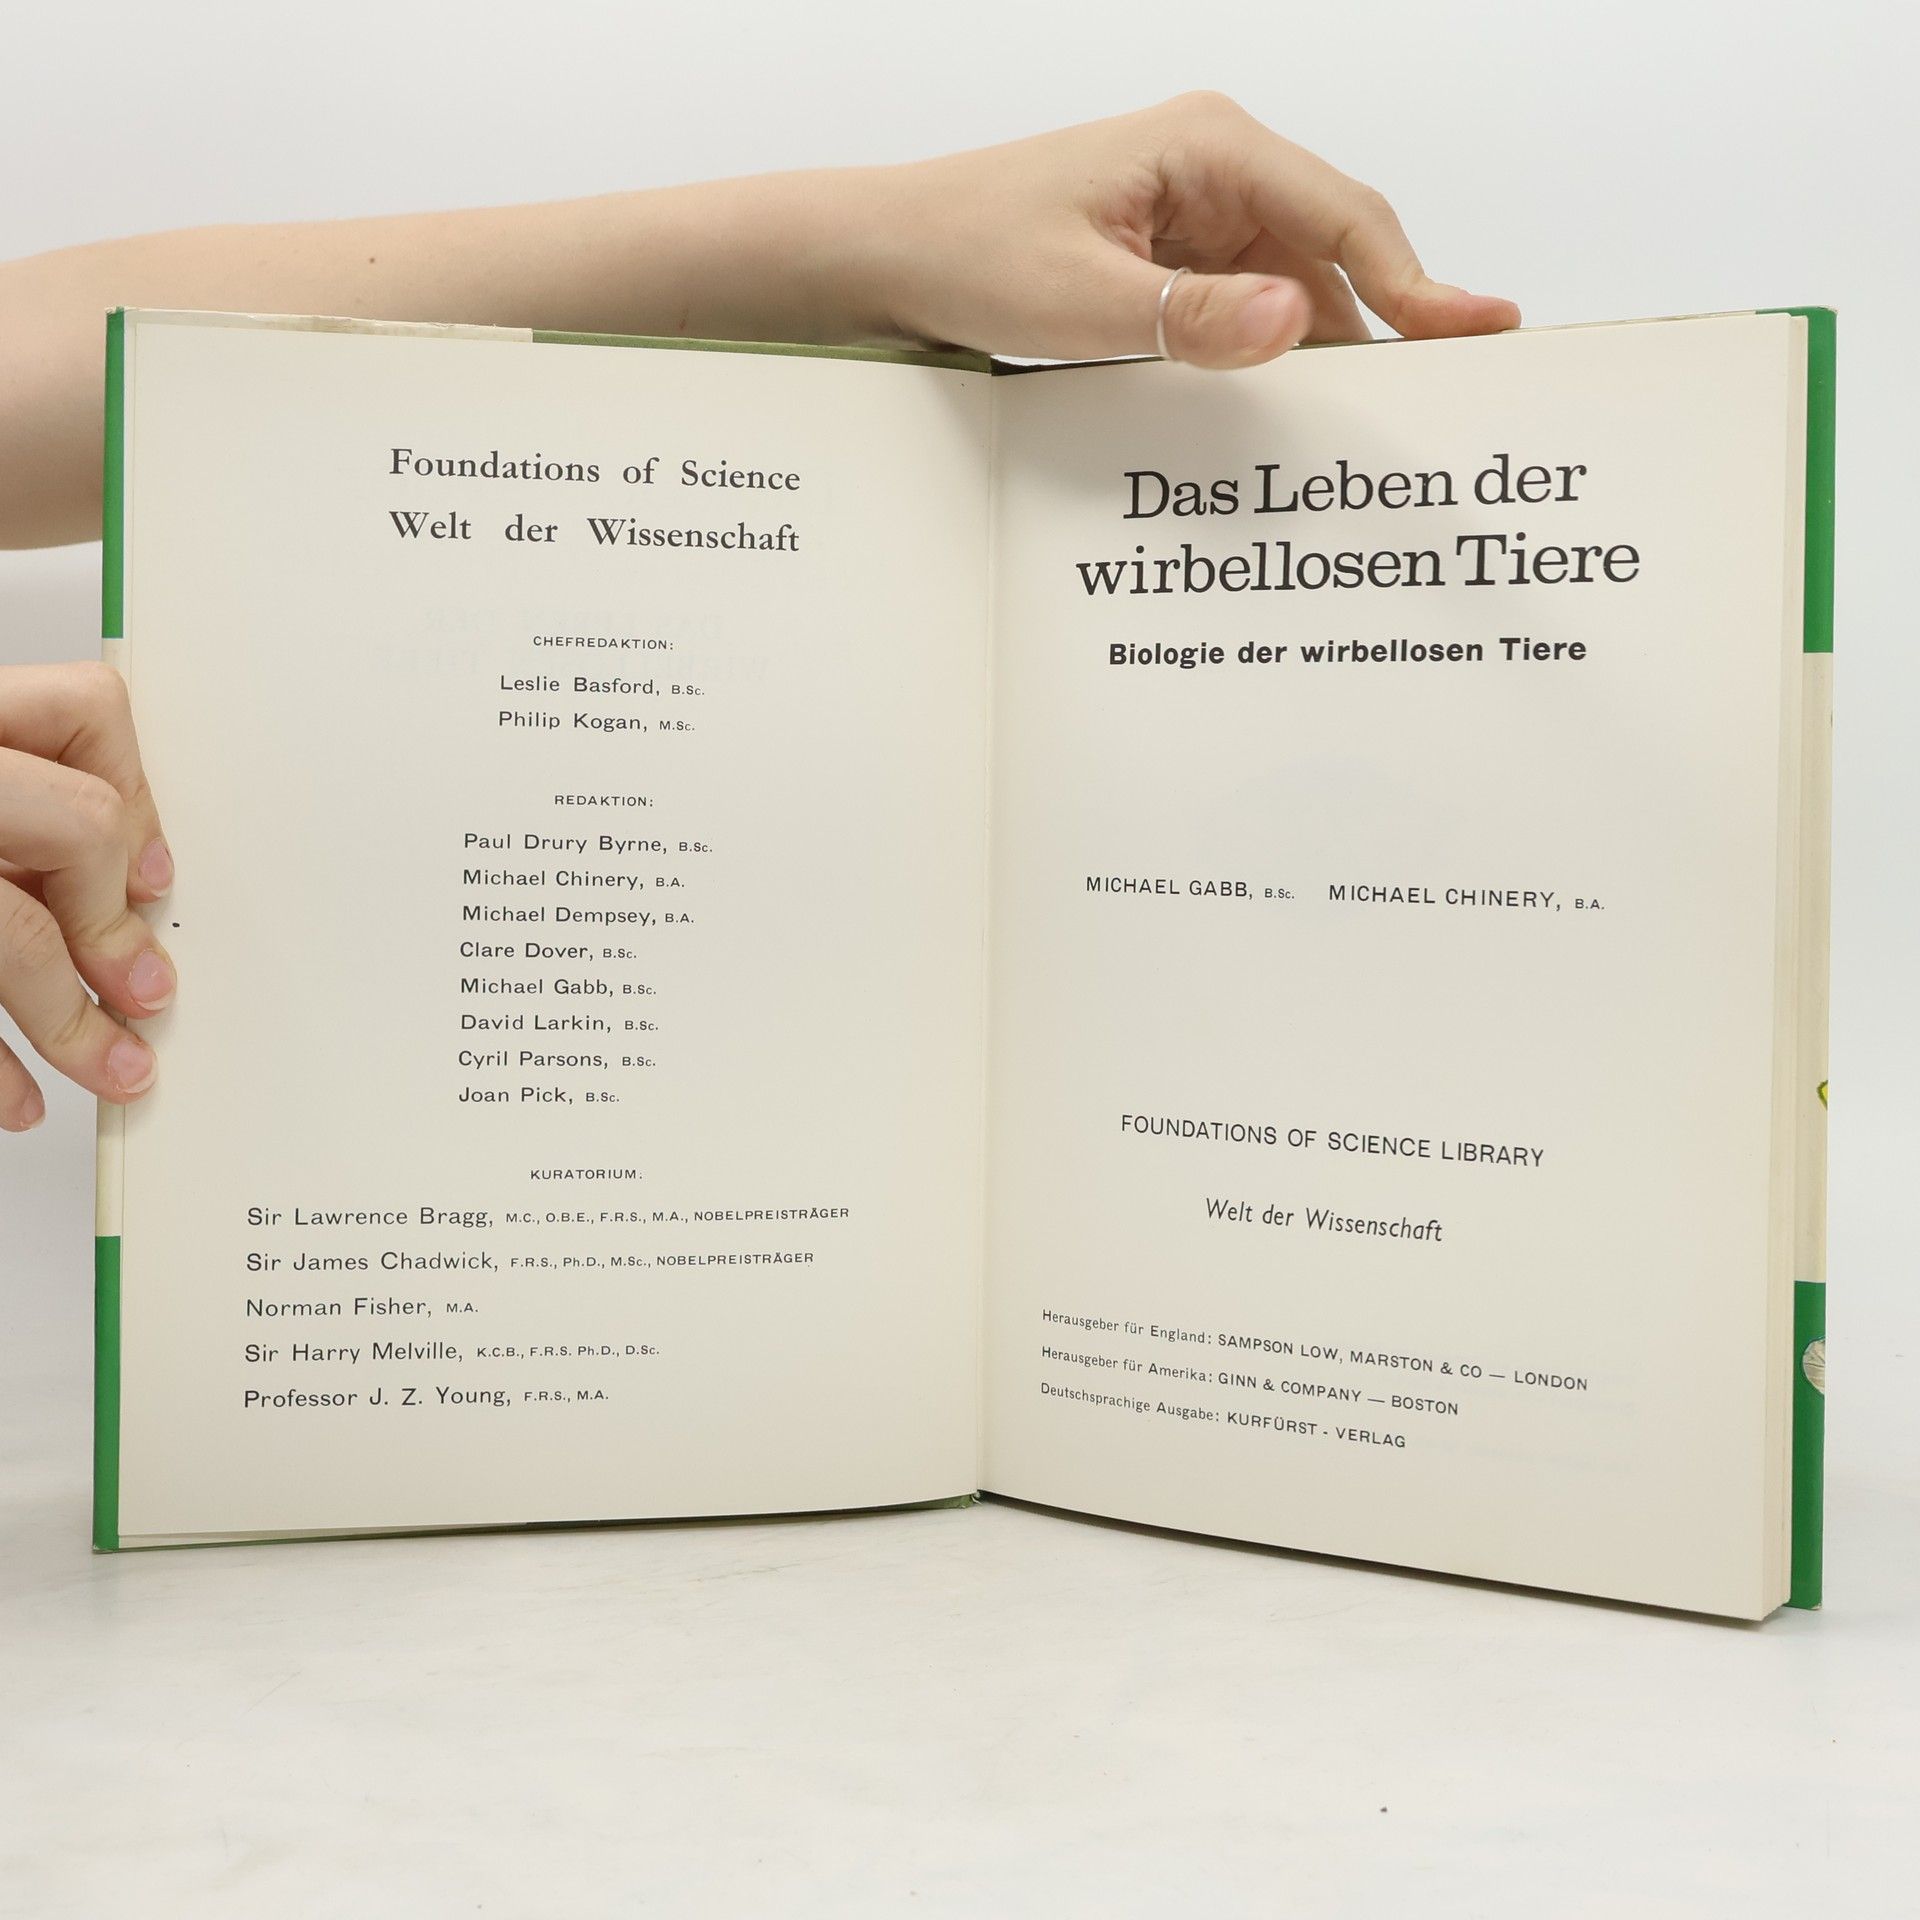 Foundations of Science
Welt der Wissenschaft
CHEFREDAKTION:
Leslie Basford, B.Sc.
Philip Kogan, M.Sc.
REDAKTION:
Paul Drury Byrne, B.Sc.
Michael Chinery, B.A.
Michael Dempsey, B.A.
Clare Dover, B.Sc.
Michael Gabb, B.Sc.
David Larkin, B.Sc.
Cyril Parsons, B.Sc.
Joan Pick, B.Sc.
KURATORIUM:
Sir Lawrence Bragg, M.C., O.B.E., F.R.S., M.A., NOBELPREISTRÄGER
Sir James Chadwick, F.R.S., Ph.D., M.Sc., NOBELPREISTRÄGER
Norman Fisher, M.A.
Sir Harry Melville, K.C.B., F.R.S. Ph.D., D.Sc.
Professor J. Z. Young, F.R.S., M.A.
Das Leben der
wirbellosen Tiere
Biologie der wirbellosen Tiere
MICHAEL GABB, B.Sc. MICHAEL CHINERY, B.A.
FOUNDATIONS OF SCIENCE LIBRARY
Welt der Wissenschaft
Herausgeber für England: SAMPSON LOW, MARSTON & CO — LONDON
Herausgeber für Amerika: GINN & COMPANY — BOSTON
Deutschsprachige Ausgabe: KURFÜRST - VERLAG